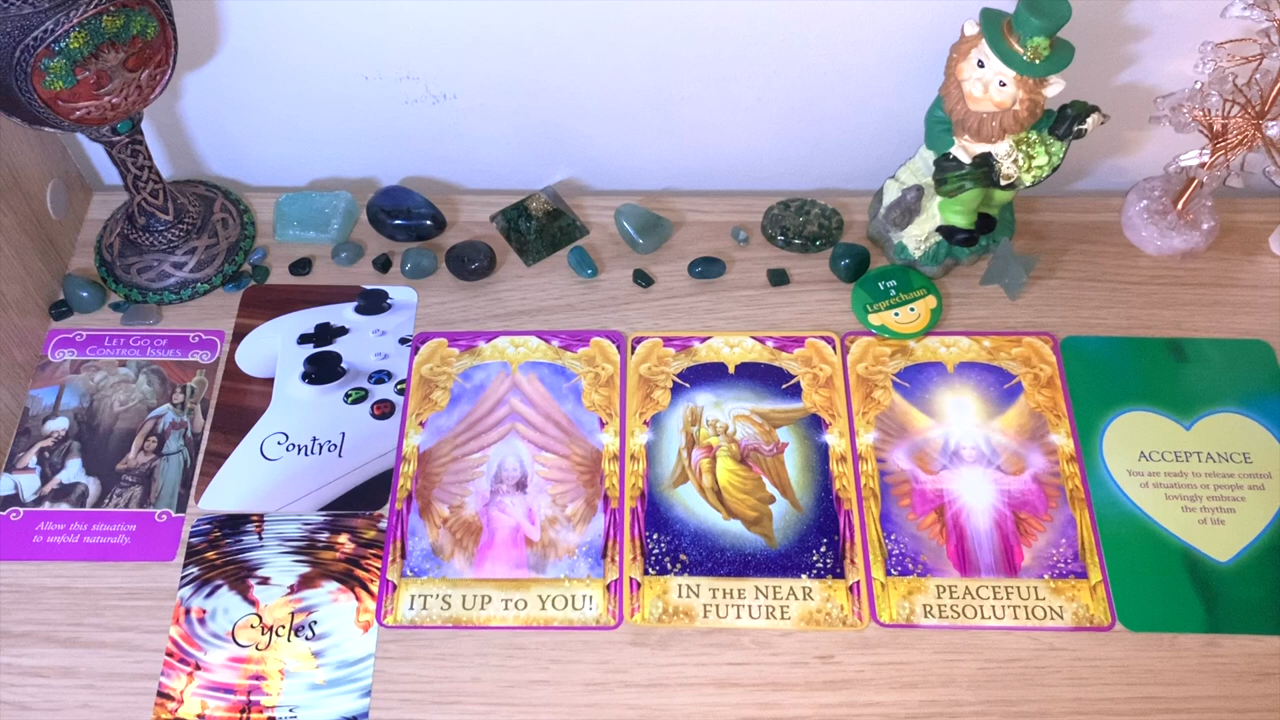 I'm
a
Leprechaun
LET GO OF
CONTROL ISSUES
Allow this situation
to unfold naturally.
Control
A
B
X
Cycles
IT'S UP TO YOU!
IN THE NEAR
FUTURE
PEACEFUL
RESOLUTION
ACCEPTANCE
You are ready to release control
of situations or people and
lovingly embrace
the rhythm
of life